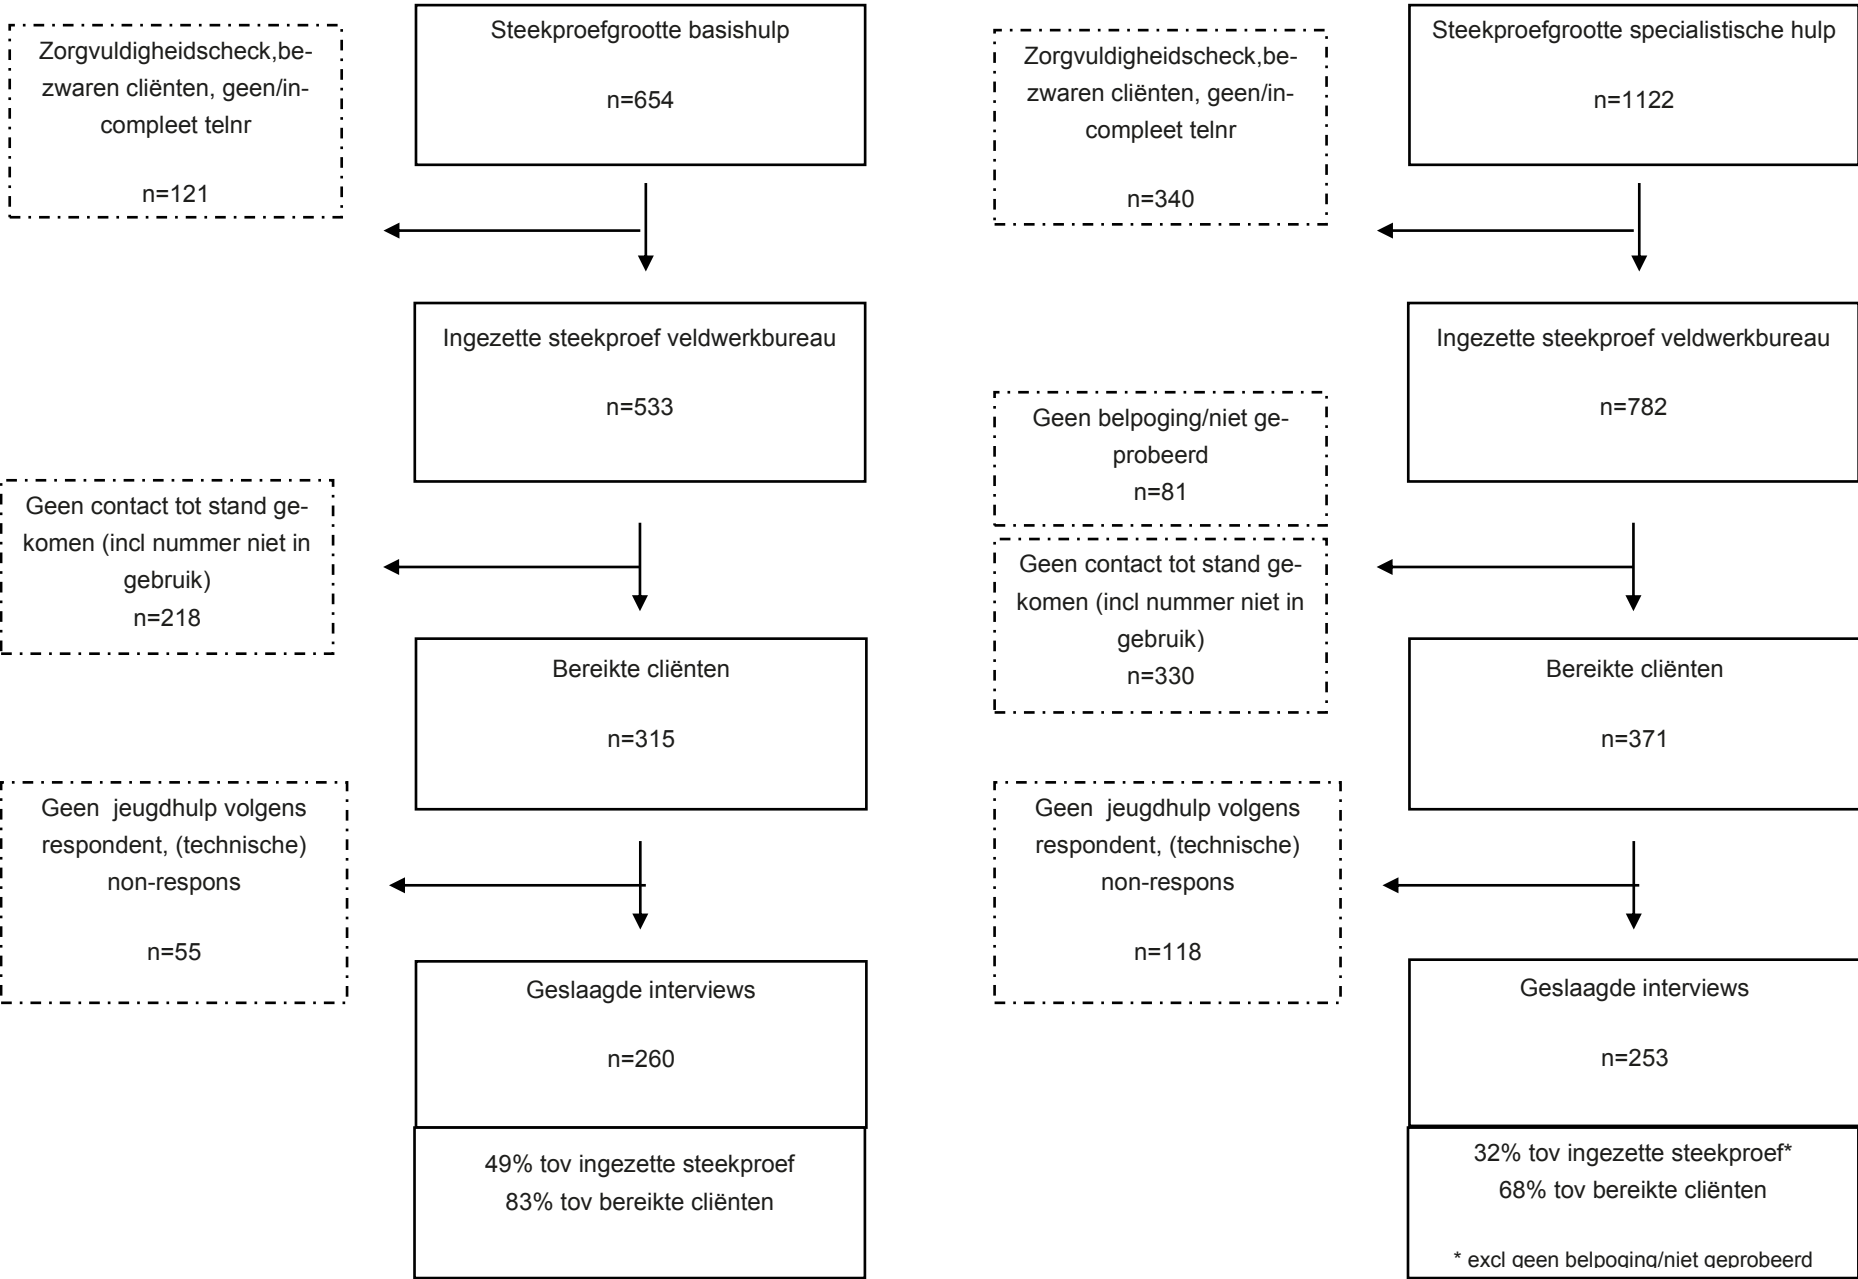 Steekproefgrootte basishulp
n=654
Zorgvuldigheidscheck,be-
zwaren cliënten, geen/in-
compleet telnr
n=121
Ingezette steekproef veldwerkbureau
n=533
Geen contact tot stand ge-
komen (incl nummer niet in
gebruik)
n=218
Bereikte cliënten
n=315
Geen jeugdhulp volgens
respondent, (technische)
non-respons
n=55
Geslaagde interviews
n=260
49% tov ingezette steekproef
83% tov bereikte cliënten
Steekproefgrootte specialistische hulp
n=1122
Zorgvuldigheidscheck,be-
zwaren cliënten, geen/in-
compleet telnr
n=340
Ingezette steekproef veldwerkbureau
n=782
Geen belpoging/niet ge-
probeerd
n=81
Geen contact tot stand ge-
komen (incl nummer niet in
gebruik)
n=330
Bereikte cliënten
n=371
Geen jeugdhulp volgens
respondent, (technische)
non-respons
n=118
Geslaagde interviews
n=253
32% tov ingezette steekproef*
68% tov bereikte cliënten
* excl geen belpoging/niet geprobeerd